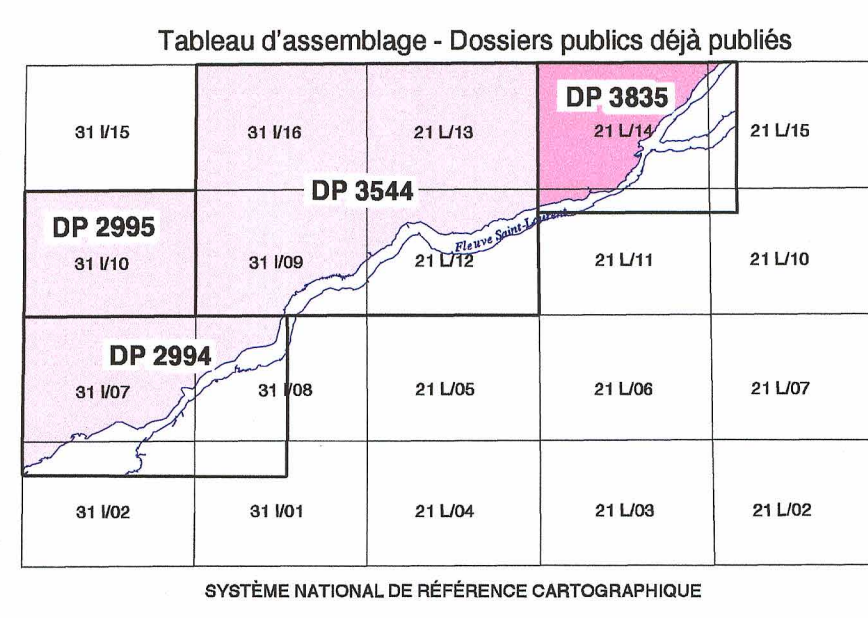 Tableau d'assemblage - Dossiers publics déjà publiés
DP 3835
31 I/15
31 I/16
21 L/13
21 L/14
21 L/15
DP 3544
DP 2995
Fleuve Saint-Laurent
31 I/10
31 I/09
21 L/12
21 L/11
21 L/10
DP 2994
31 I/07
31 I/08
21 L/05
21 L/06
21 L/07
31 I/02
31 I/01
21 L/04
21 L/03
21 L/02
SYSTÈME NATIONAL DE RÉFÉRENCE CARTOGRAPHIQUE